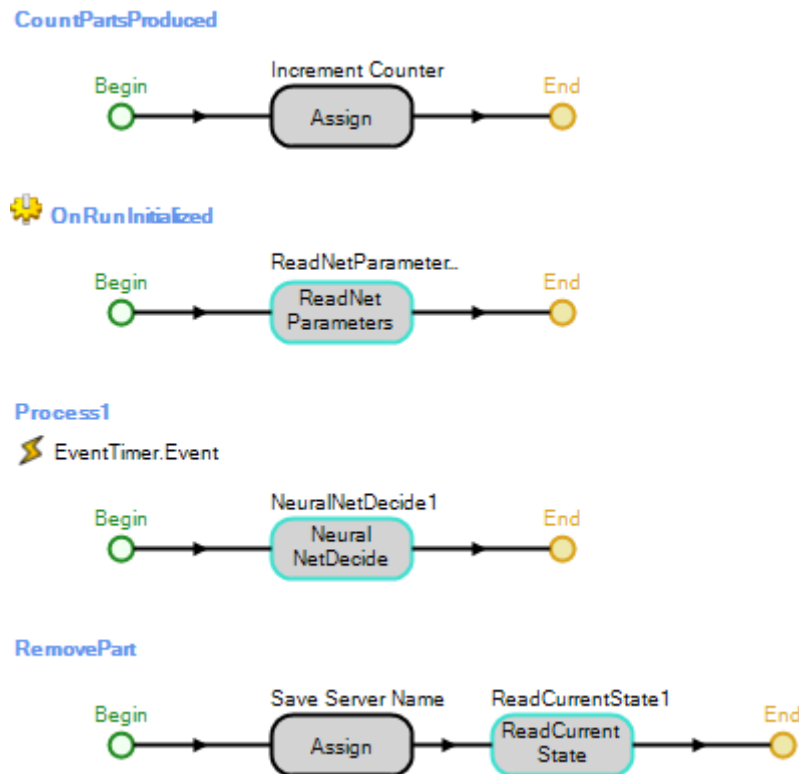 CountPartsProduced
Increment Counter
Begin
End
Assign
OnRunInitialized
ReadNetParameter...
Begin
End
ReadNet
Parameters
Process1
EventTimer.Event
NeuralNetDecide1
Begin
End
Neural
NetDecide
RemovePart
Save Server Name
ReadCurrentState1
Begin
End
Assign
ReadCurrent
State